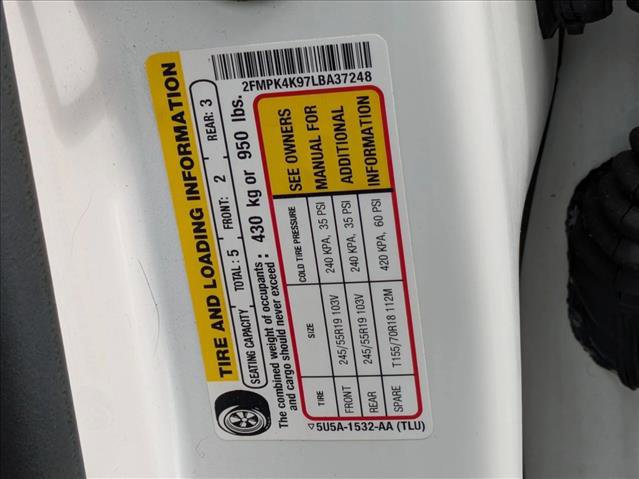 TIRE AND LOADING INFORMATION
SEATING CAPACITY TOTAL : 5 FRONT: 2 REAR: 3
The combined weight of occupants and cargo should never exceed : 430 kg or 950 lbs.
2FMPK4K97LBA37248
TIRE SIZE COLD TIRE PRESSURE
FRONT 245/55R19 103V 240 KPA, 35 PSI
REAR 245/55R19 103V 240 KPA, 35 PSI
SPARE T155/70R18 112M 420 KPA, 60 PSI
SEE OWNERS
MANUAL FOR
ADDITIONAL
INFORMATION
5U5A-1532-AA (TLU)